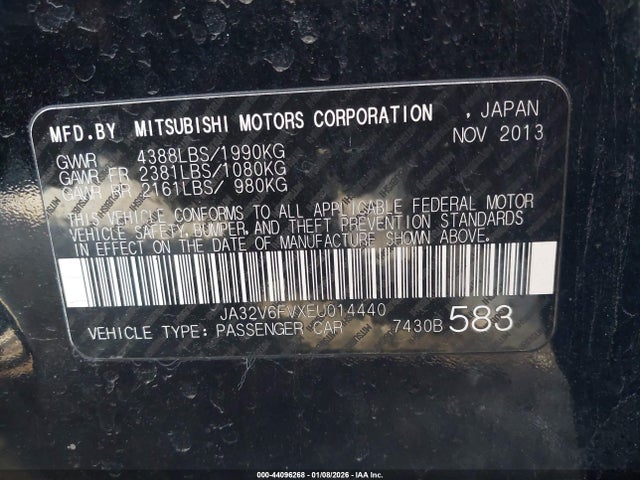 MFD.BY MITSUBISHI MOTORS CORPORATION , JAPAN
NOV 2013
GVWR 4388LBS/1990KG
GAWR FR 2381LBS/1080KG
GAWR RR 2161LBS/ 980KG
THIS VEHICLE CONFORMS TO ALL APPLICABLE FEDERAL MOTOR
VEHICLE SAFETY,BUMPER, AND THEFT PREVENTION STANDARDS
IN EFFECT ON THE DATE OF MANUFACTURE SHOWN ABOVE.
JA32V6FVXEU014440
VEHICLE TYPE: PASSENGER CAR 7430B 583
000-44096268 - 01/08/2026 - IAA Inc.